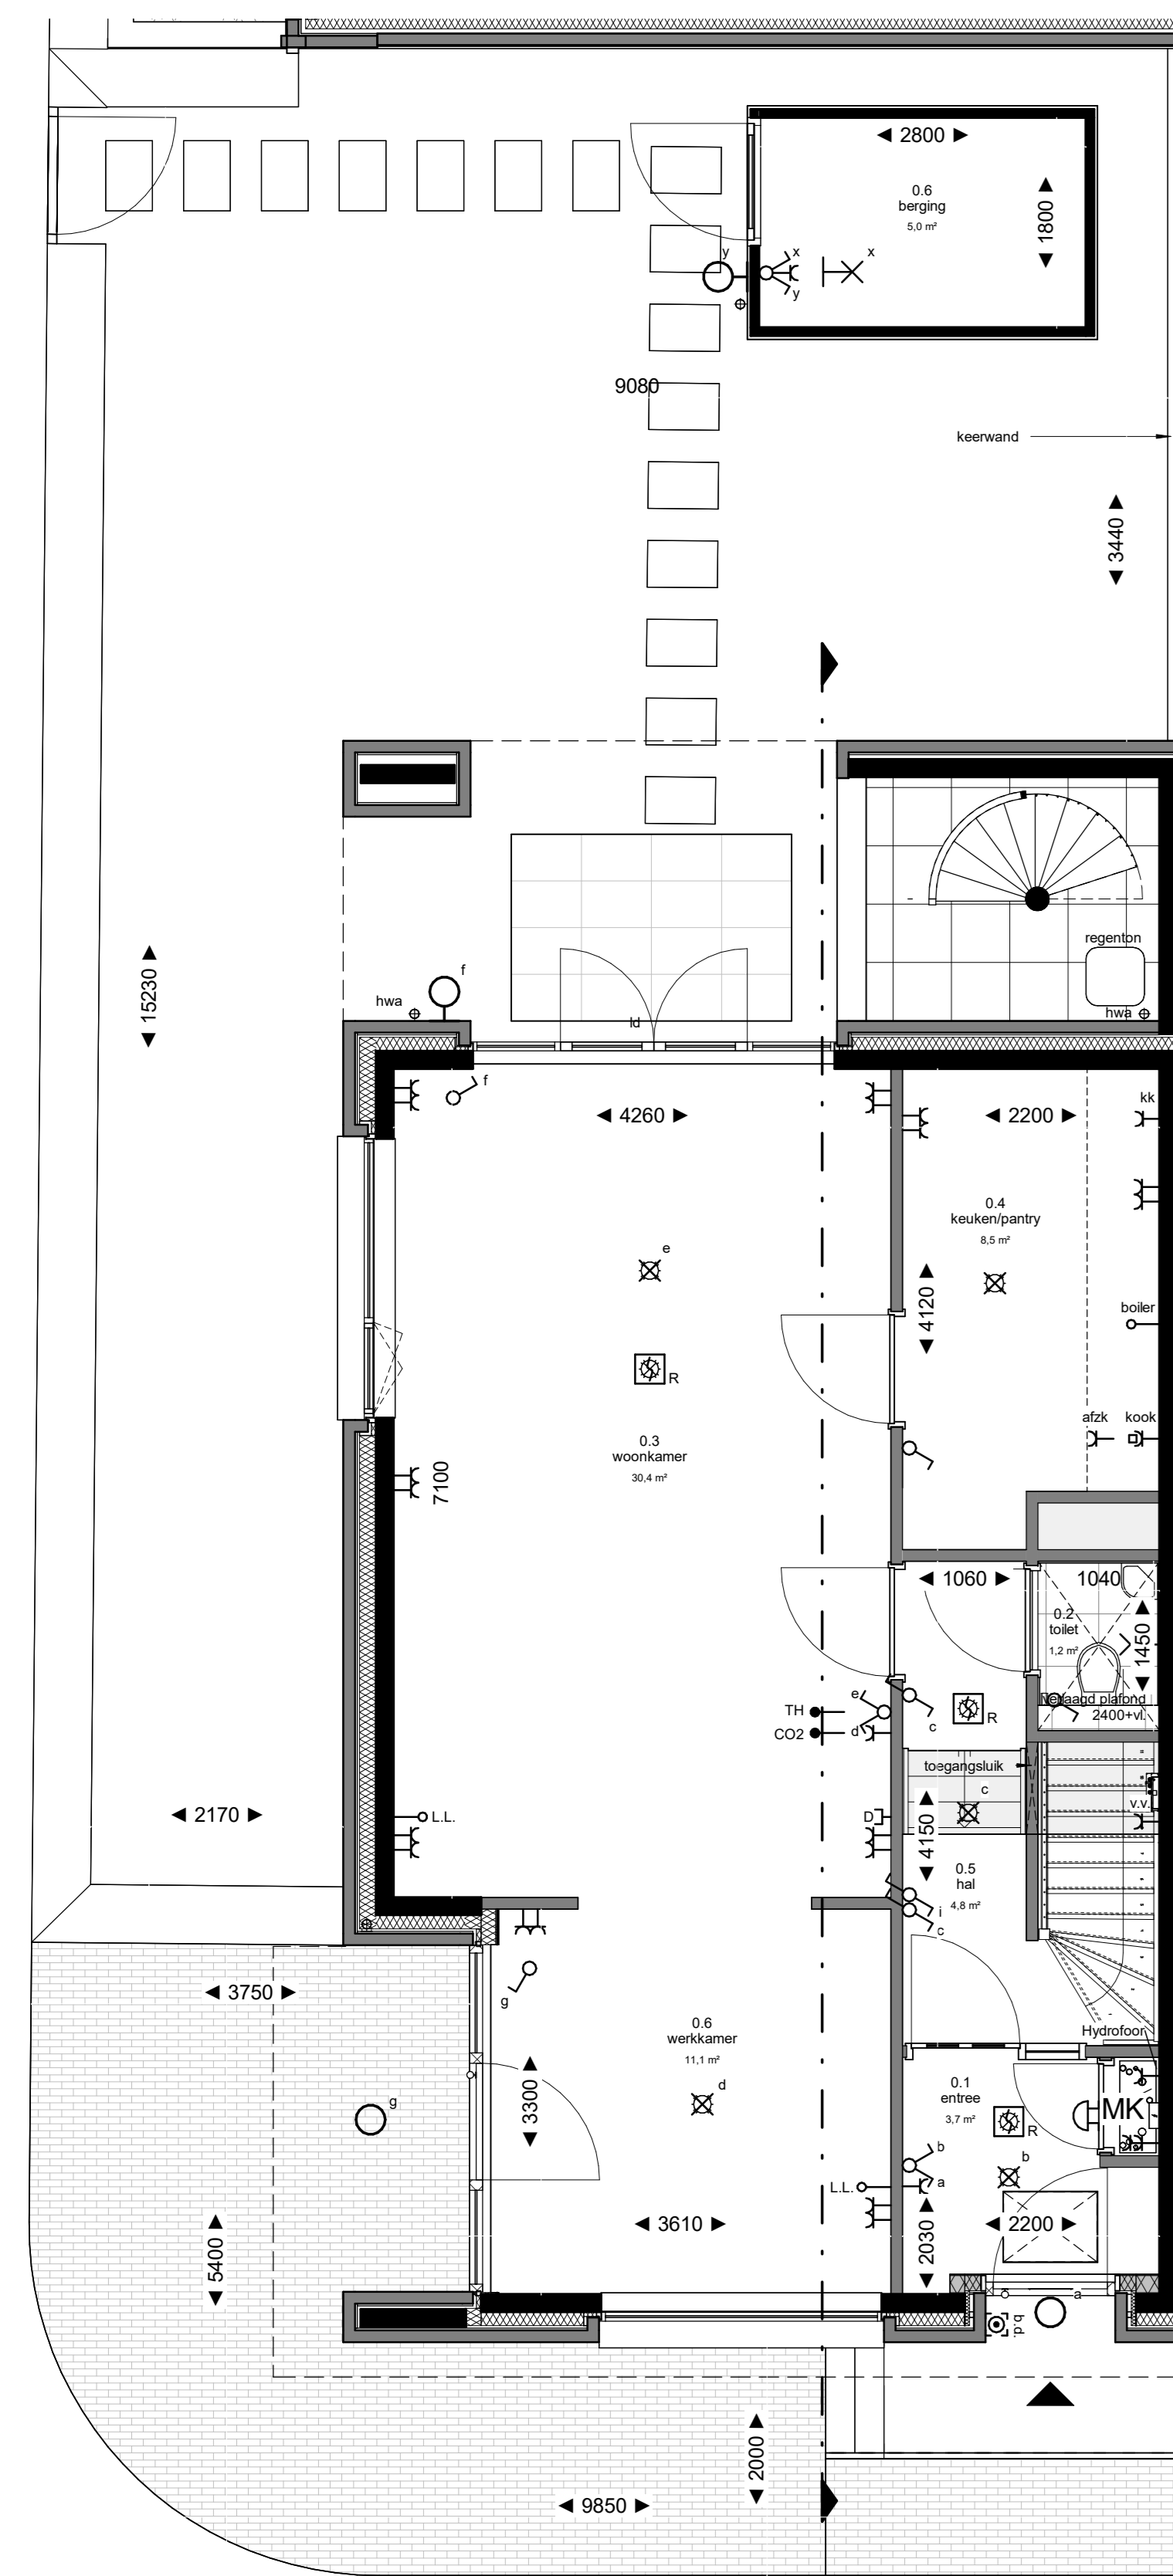 ◄ 2800 ►
0.6
berging
5,0 m²
◄ 1800 ►
y
x
x
y
9080
keerwand
◄ 3440 ►
regenton
◄ 15230 ►
f
hwa
hwa
ld
f
◄ 4260 ►
◄ 2200 ►
kk
0.4
keuken/pantry
8,5 m²
e
◄ 4120 ►
boiler
R
afzk
kook
0.3
woonkamer
30,4 m²
7100
◄ 1060 ►
1040
0.2
toilet
1,2 m²
◄ 1450 ►
Verlaagd plafond
2400+vl.
e
TH
CO2
d
c
R
toegangsluik
c
v.v.
◄ 2170 ►
L.L.
D
◄ 4150 ►
0.5
hal
4,8 m²
i
c
g
◄ 3750 ►
0.6
werkkamer
11,1 m²
Hydrofoor
0.1
entree
3,7 m²
MK
R
d
◄ 3300 ►
g
b
a
b
L.L.
◄ 5400 ►
◄ 3610 ►
◄ 2030 ►
◄ 2200 ►
a
b.d.
◄ 2000 ►
◄ 9850 ►